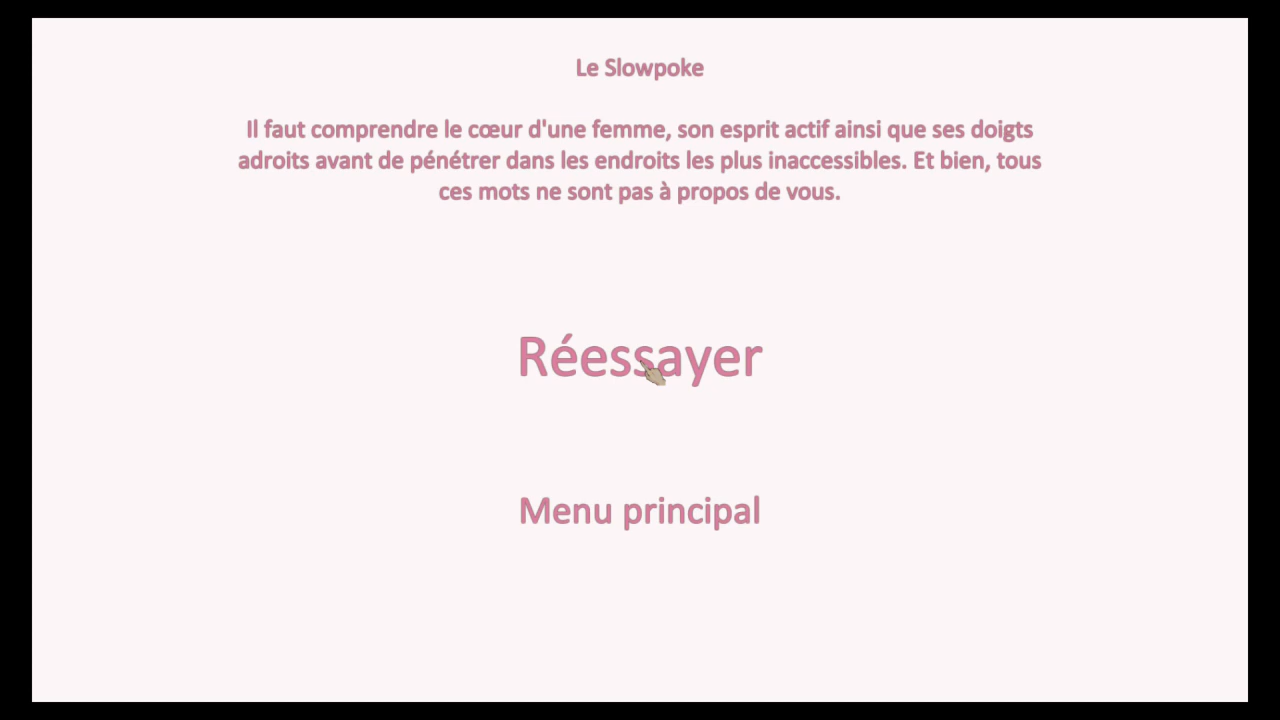 Le Slowpoke
Il faut comprendre le cœur d'une femme, son esprit actif ainsi que ses doigts
adroits avant de pénétrer dans les endroits les plus inaccessibles. Et bien, tous
ces mots ne sont pas à propos de vous.
Réessayer
Menu principal